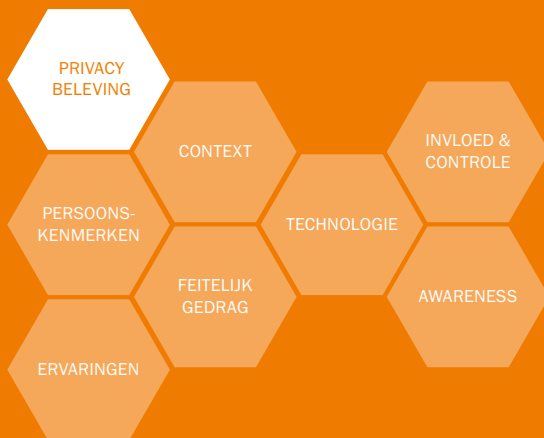 PRIVACY
BELEVING
CONTEXT
INVLOED &
CONTROLE
PERSOONS-
KENMERKEN
TECHNOLOGIE
FEITELIJK
GEDRAG
AWARENESS
ERVARINGEN